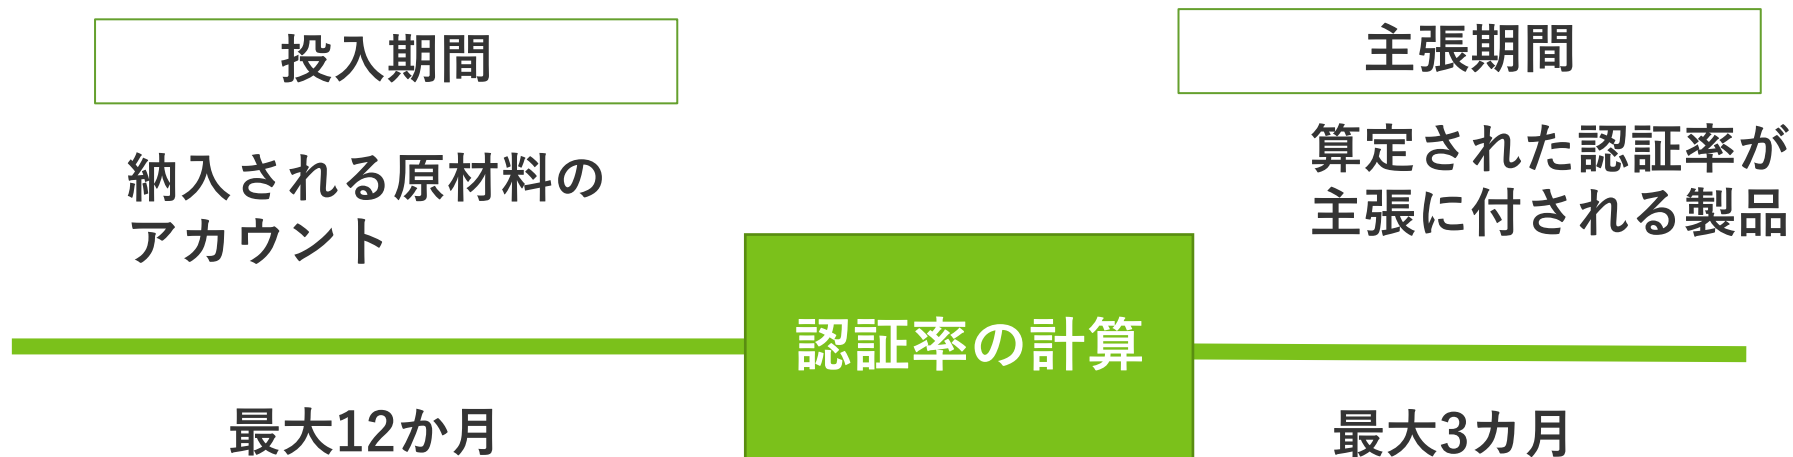 投入期間
納入される原材料の
アカウント
最大12か月
認証率の計算
主張期間
算定された認証率が
主張に付される製品
最大3カ月